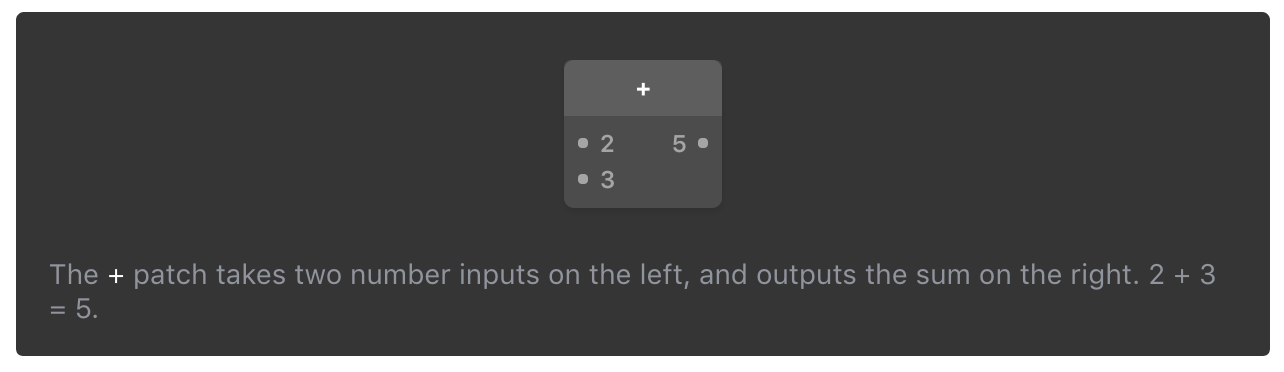 +
2 5
3
The + patch takes two number inputs on the left, and outputs the sum on the right. 2 + 3
= 5.